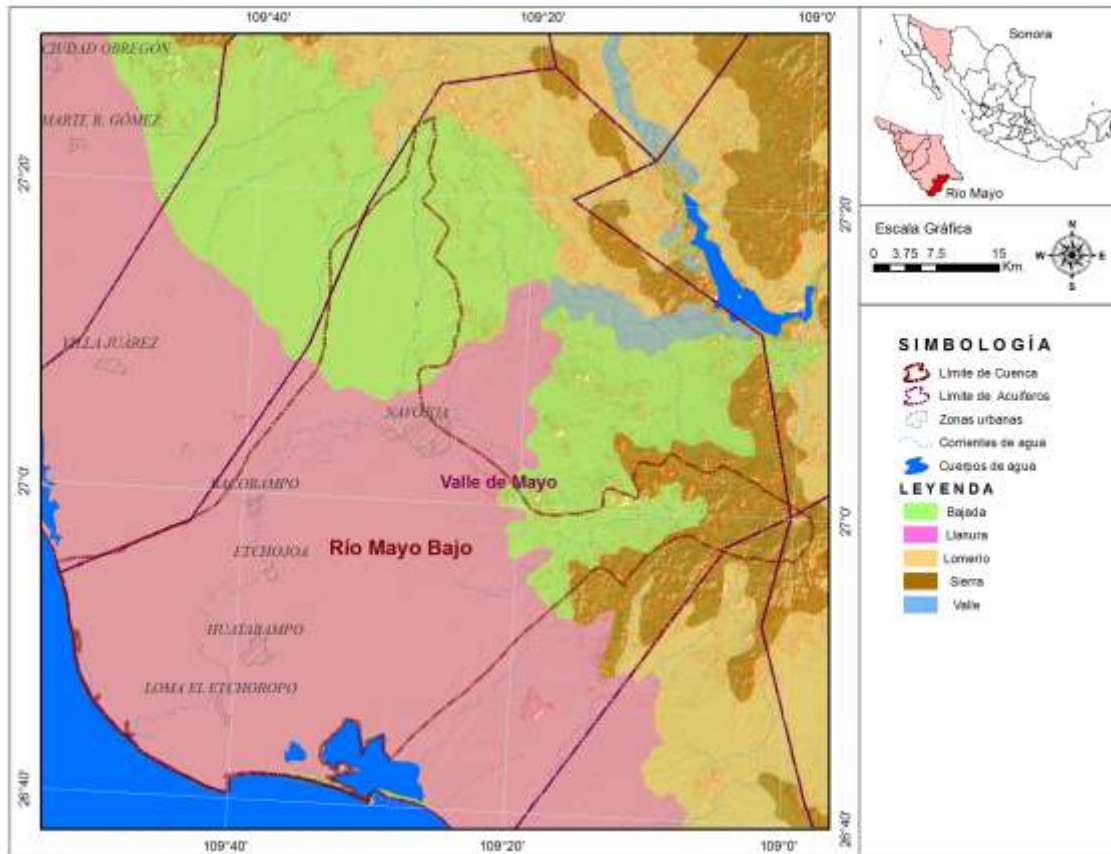 109°40'
109°20'
109°0'
CIUDAD OBREGÓN
MARTE R. GÓMEZ
27°20'
27°20'
VILLA JUÁREZ
NAVOJOA
Valle de Mayo
27°0'
27°0'
BACOBAMPO
ETCHOJOA
Río Mayo Bajo
HUATABAMPO
LOMA EL ETCHOROPO
26°40'
26°40'
109°40'
109°20'
109°0'
Sonora
Río Mayo
Escala Gráfica
0 3.75 7.5 15
Km.
N
W E
S
SIMBOLOGÍA
Límite de Cuenca
Límite de Acuíferos
Zonas urbanas
Corrientes de agua
Cuerpos de agua
LEYENDA
Bajada
Llanura
Lomerío
Sierra
Valle